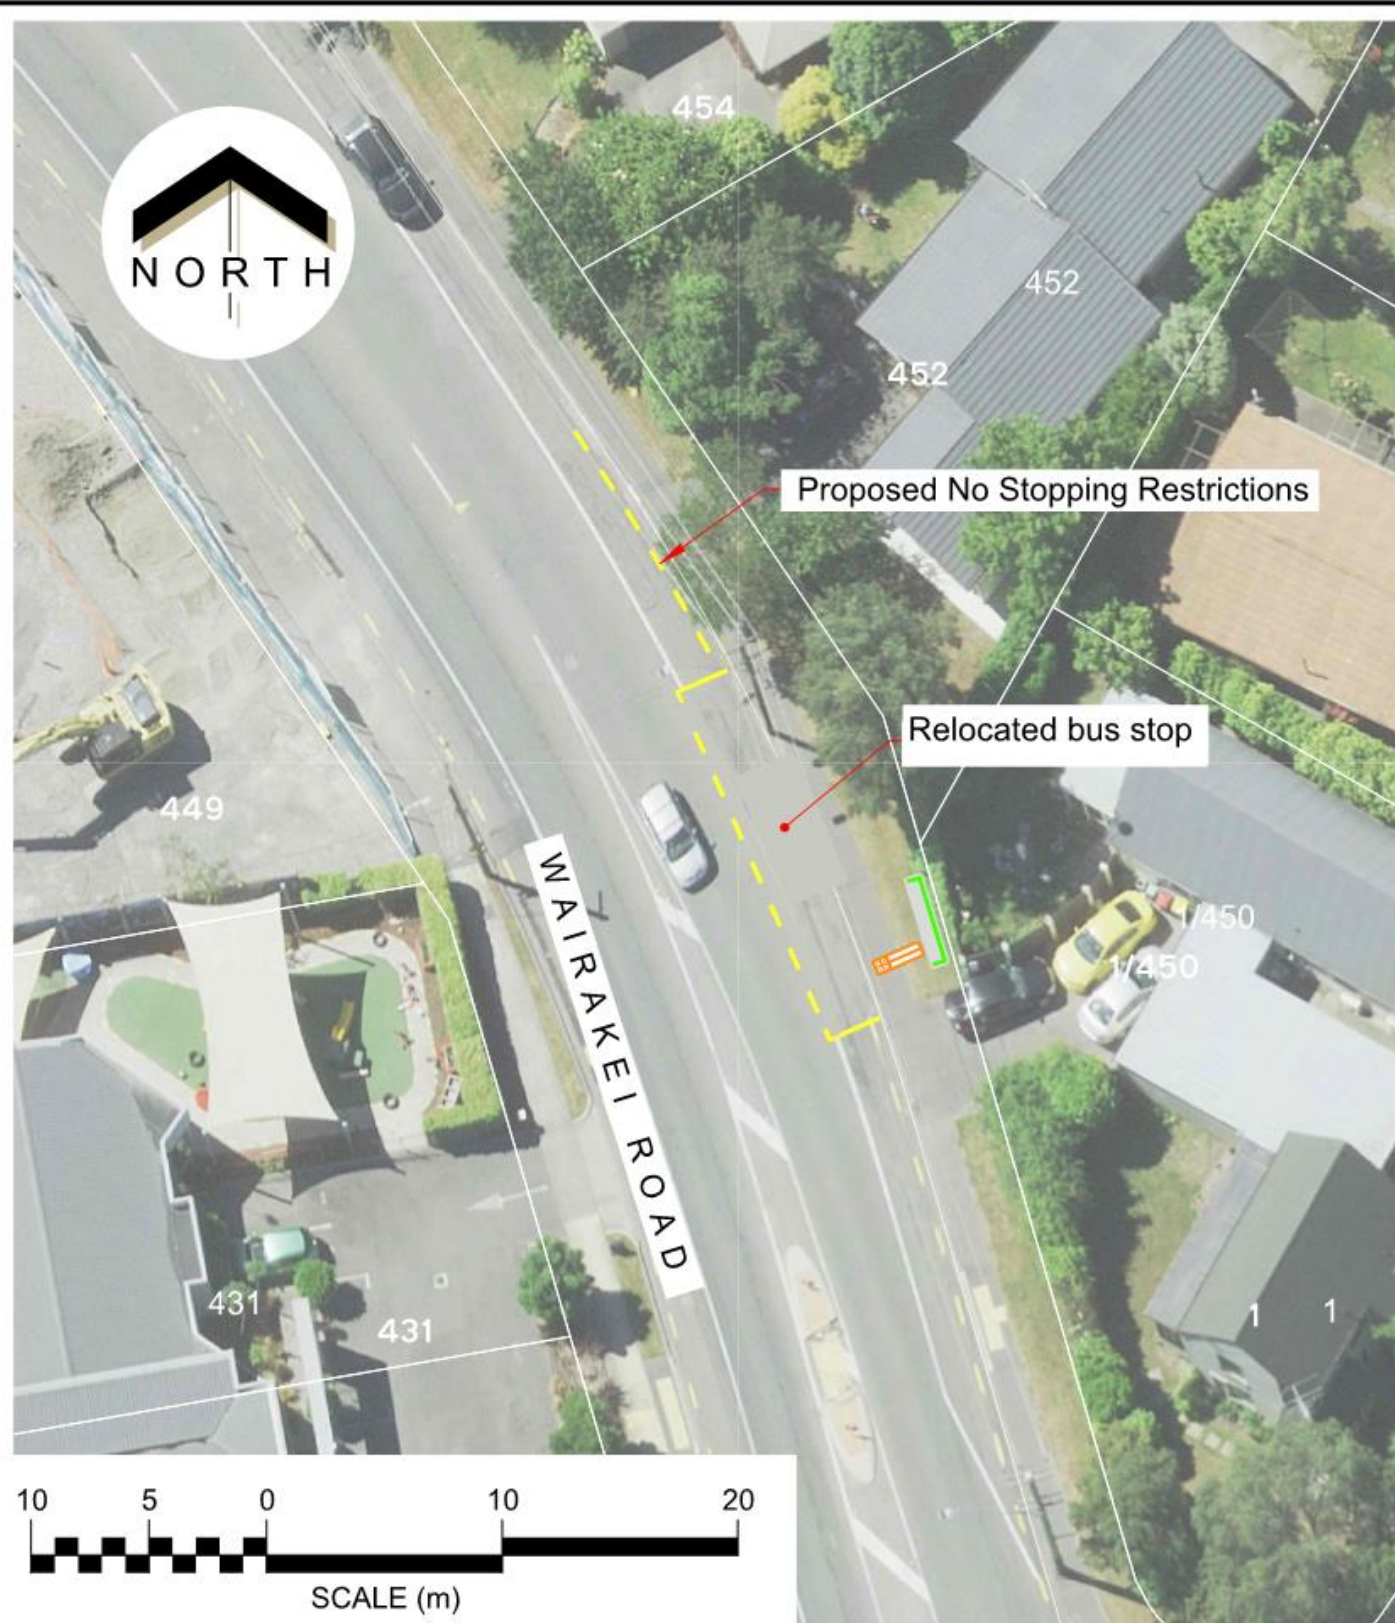 454
NORTH
452
452
Proposed No Stopping Restrictions
Relocated bus stop
449
WAIRAKEI ROAD
1/450
1/450
431
431
1 1
10 5 0 10 20
SCALE (m)